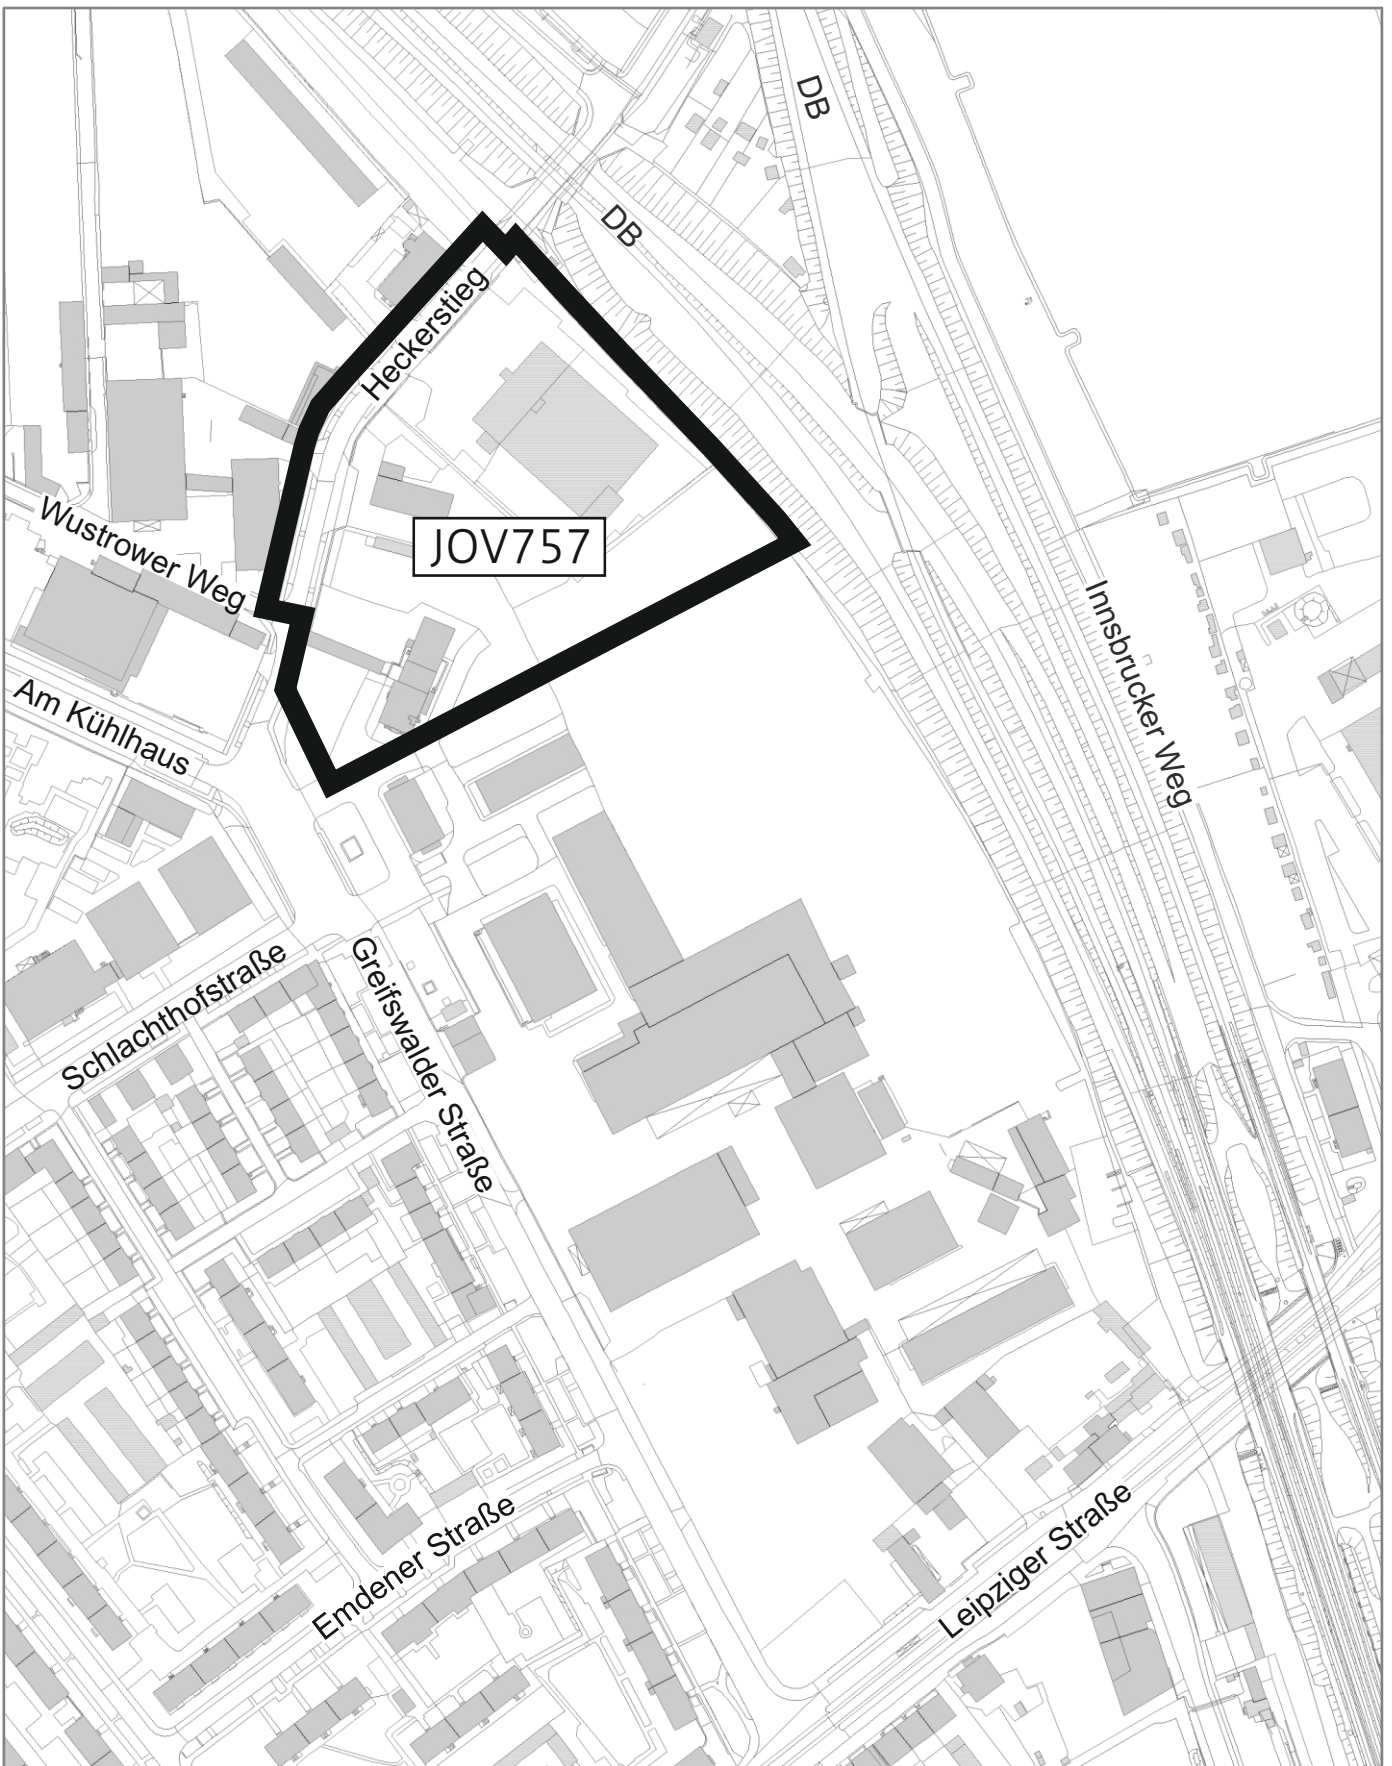 DB
DB
Heckerstieg
JOV757
Wustrower Weg
Innsbrucker Weg
Am Kühlhaus
Schlachthofstraße
Greifswalder Straße
Emdener Straße
Leipziger Straße